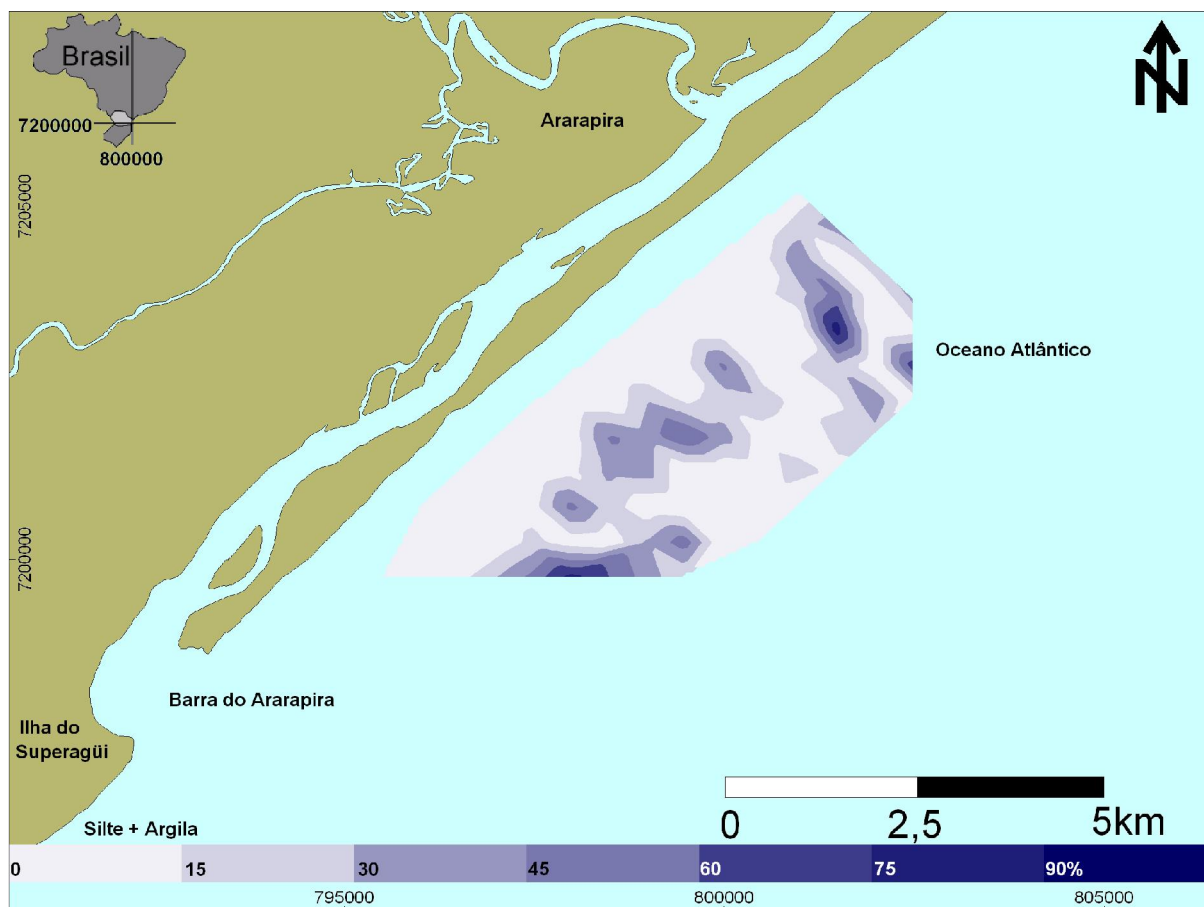 Brasil
7200000
800000
N
Ararapira
7205000
Oceano Atlântico
7200000
Barra do Ararapira
Ilha do
Superagüi
0 2,5 5km
Silte + Argila
0 15 30 45 60 75 90%
795000 800000 805000